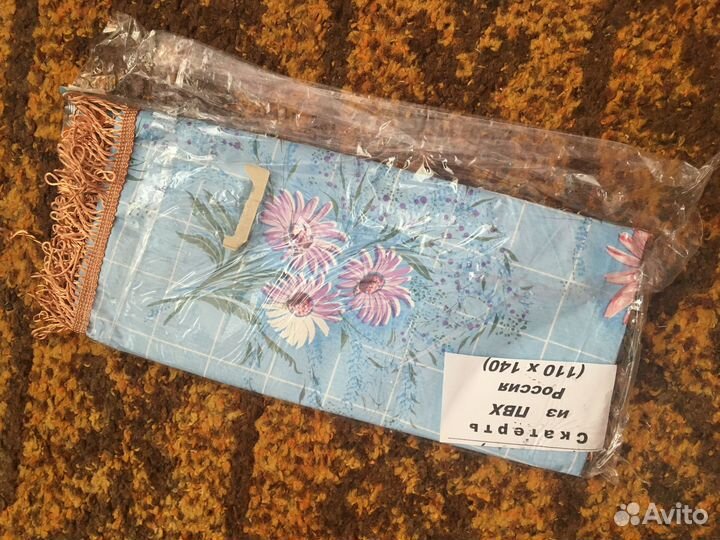 Скатерть
из ПВХ
Россия
(110 х 140)
Avito